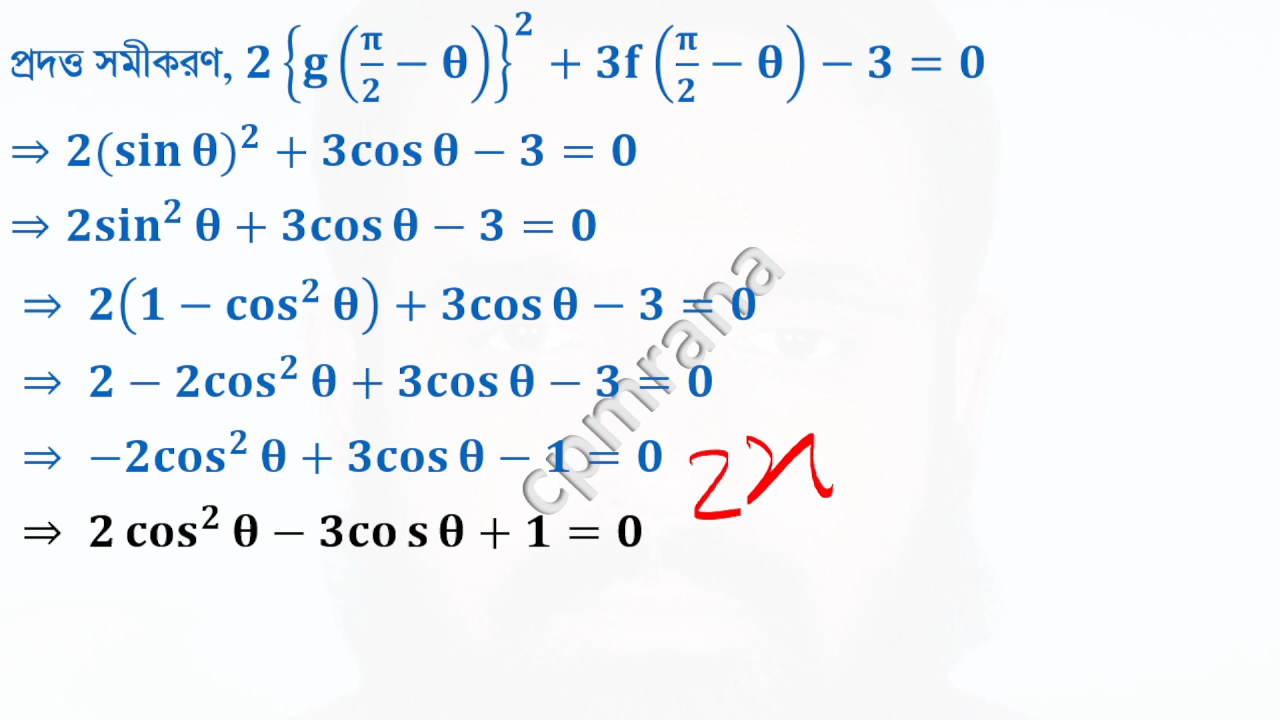 প্রদত্ত সমীকরণ, 2 {g(π/2 − θ)}² + 3f (π/2 − θ) − 3 = 0
⇒ 2(sin θ)² + 3cos θ − 3 = 0
⇒ 2sin² θ + 3cos θ − 3 = 0
⇒ 2(1 − cos² θ) + 3cos θ − 3 = 0
⇒ 2 − 2cos² θ + 3cos θ − 3 = 0
⇒ −2cos² θ + 3cos θ − 1 = 0
2x
⇒ 2 cos² θ − 3co s θ + 1 = 0
cpmrana